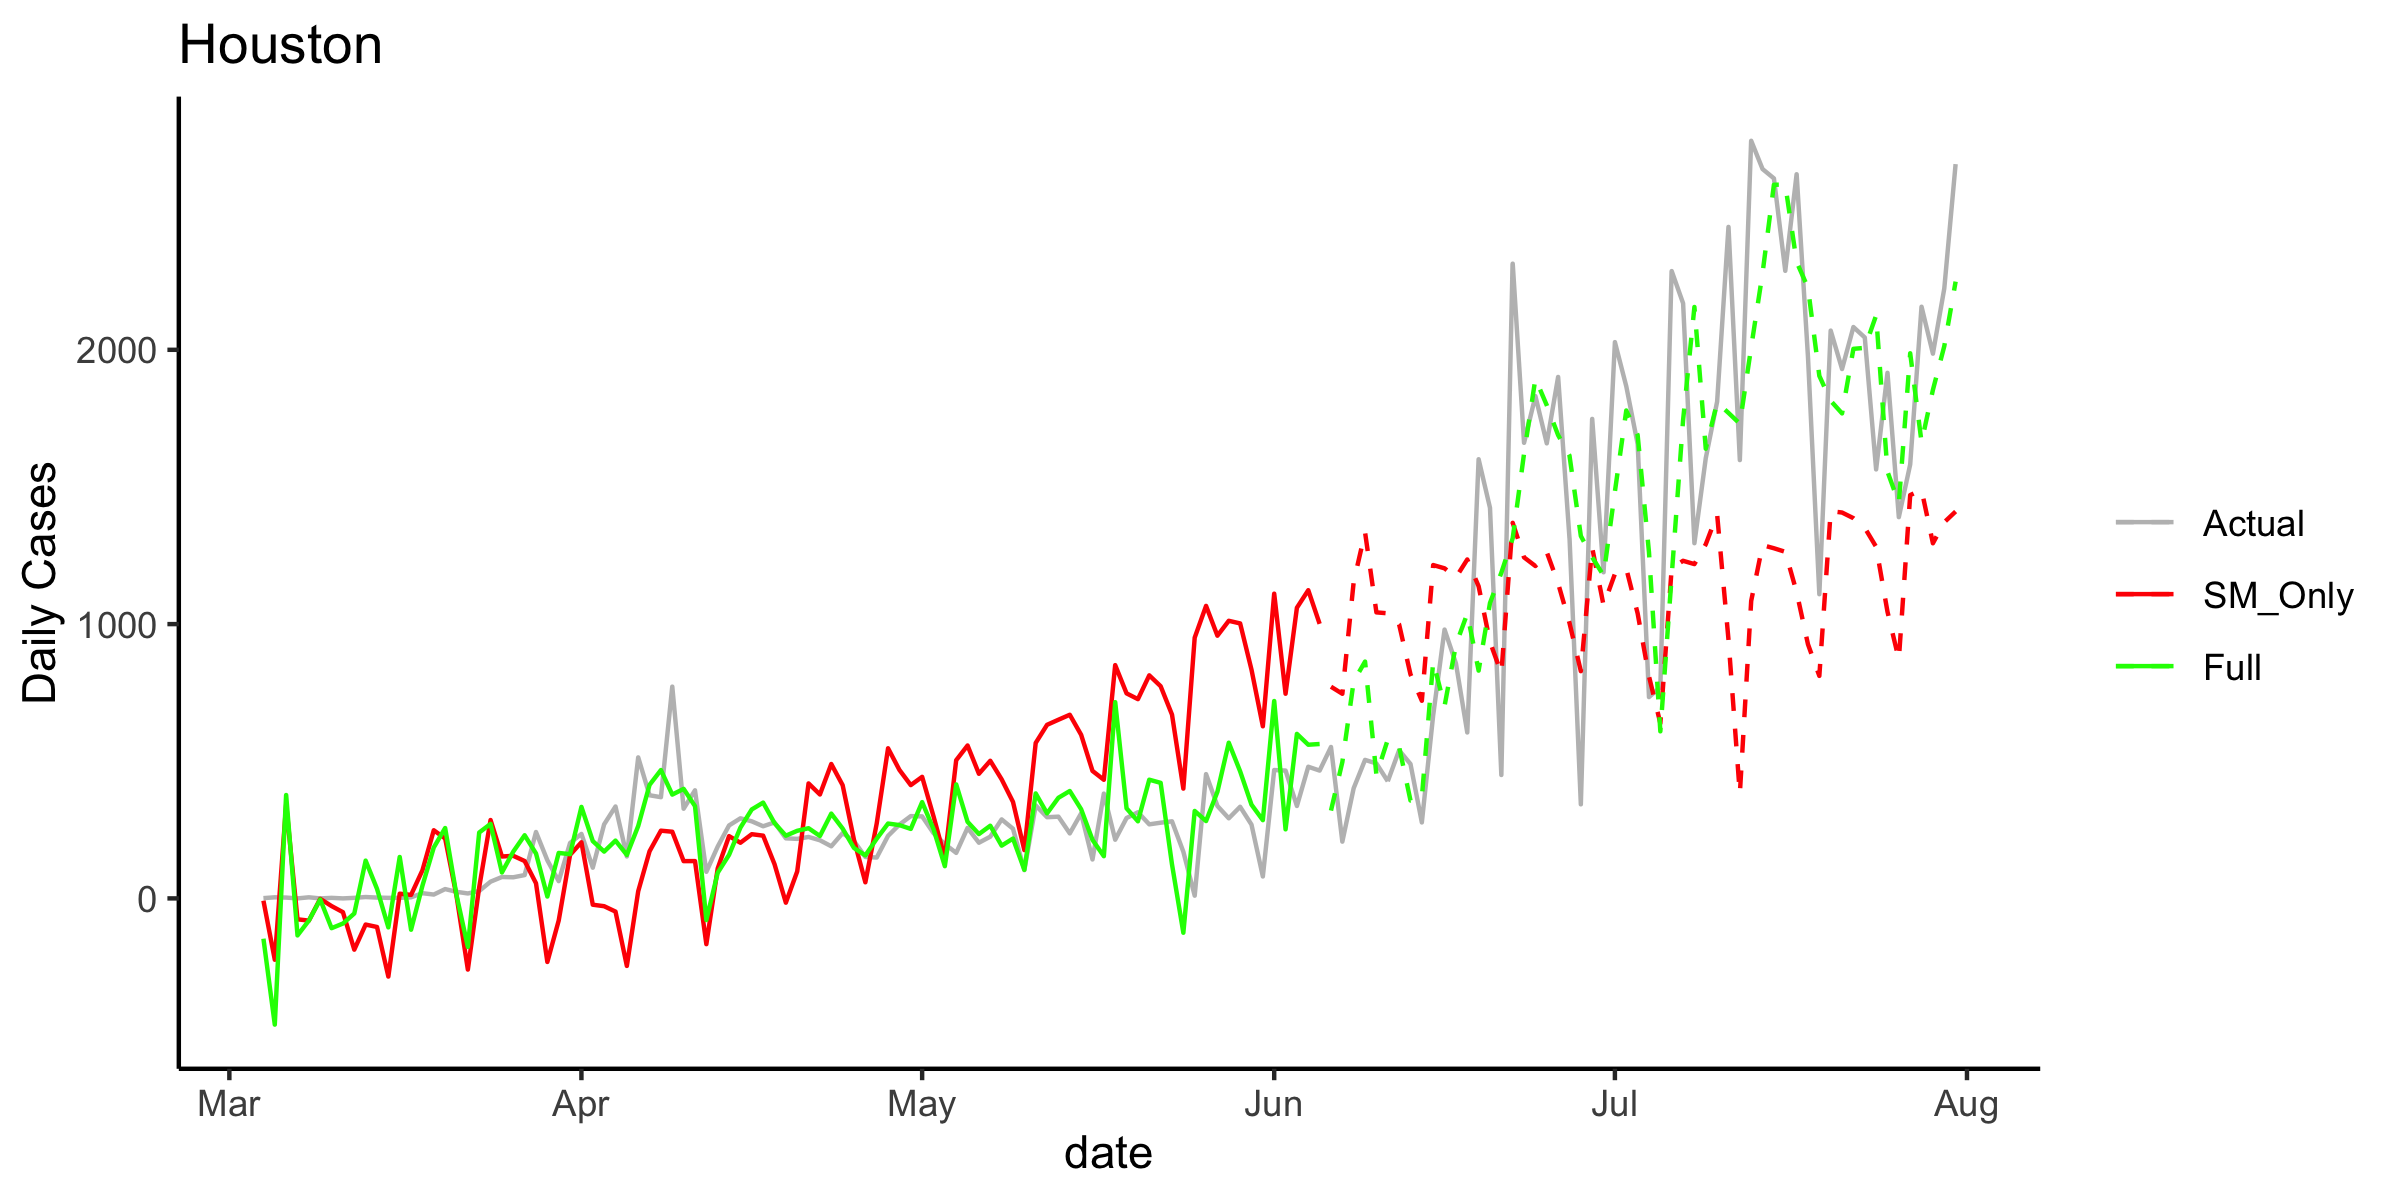 Houston
Daily Cases
2000
1000
0
Mar
Apr
May
Jun
Jul
Aug
date
Actual
SM_Only
Full